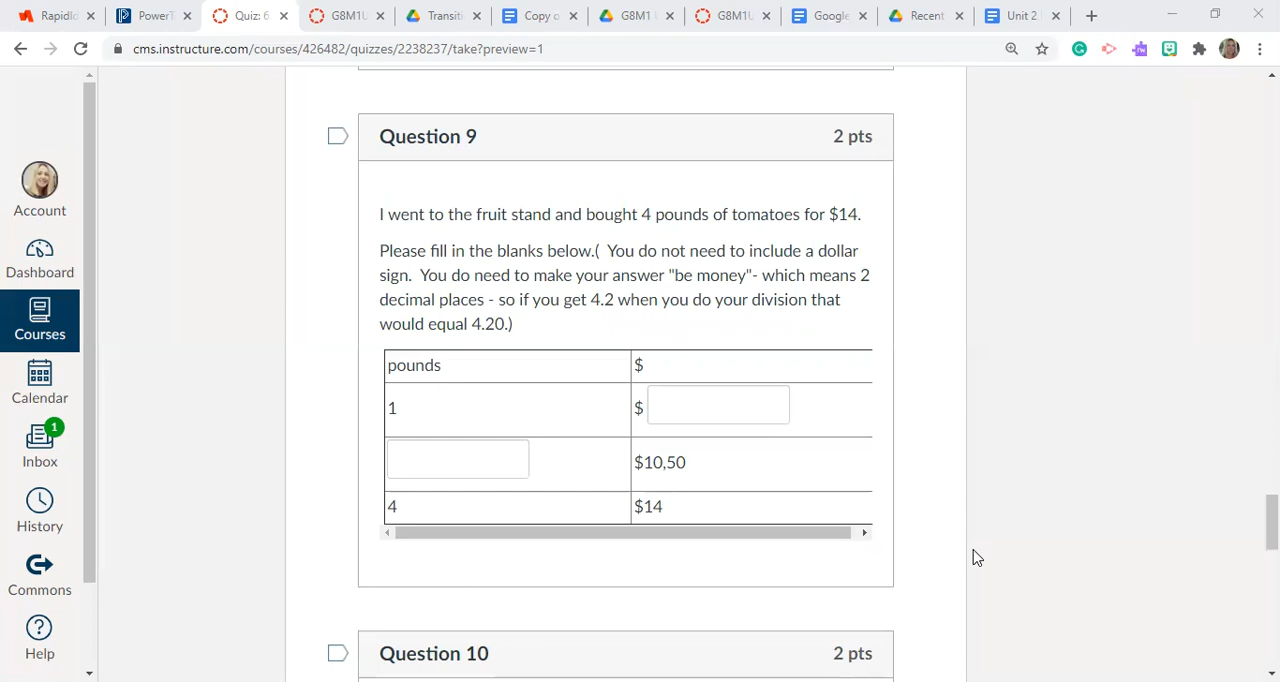 Rapidid
PowerT
Quiz: 6
G8M1U
Transiti
Copy o
G8M1
G8M1U
Google
Recent
Unit 2
cms.instructure.com/courses/426482/quizzes/2238237/take?preview=1
Account
Dashboard
Courses
Calendar
1
Inbox
History
Commons
Help
Question 9
2 pts
I went to the fruit stand and bought 4 pounds of tomatoes for $14.
Please fill in the blanks below.( You do not need to include a dollar
sign. You do need to make your answer "be money"- which means 2
decimal places - so if you get 4.2 when you do your division that
would equal 4.20.)
pounds $
1 $
$10,50
4 $14
Question 10
2 pts